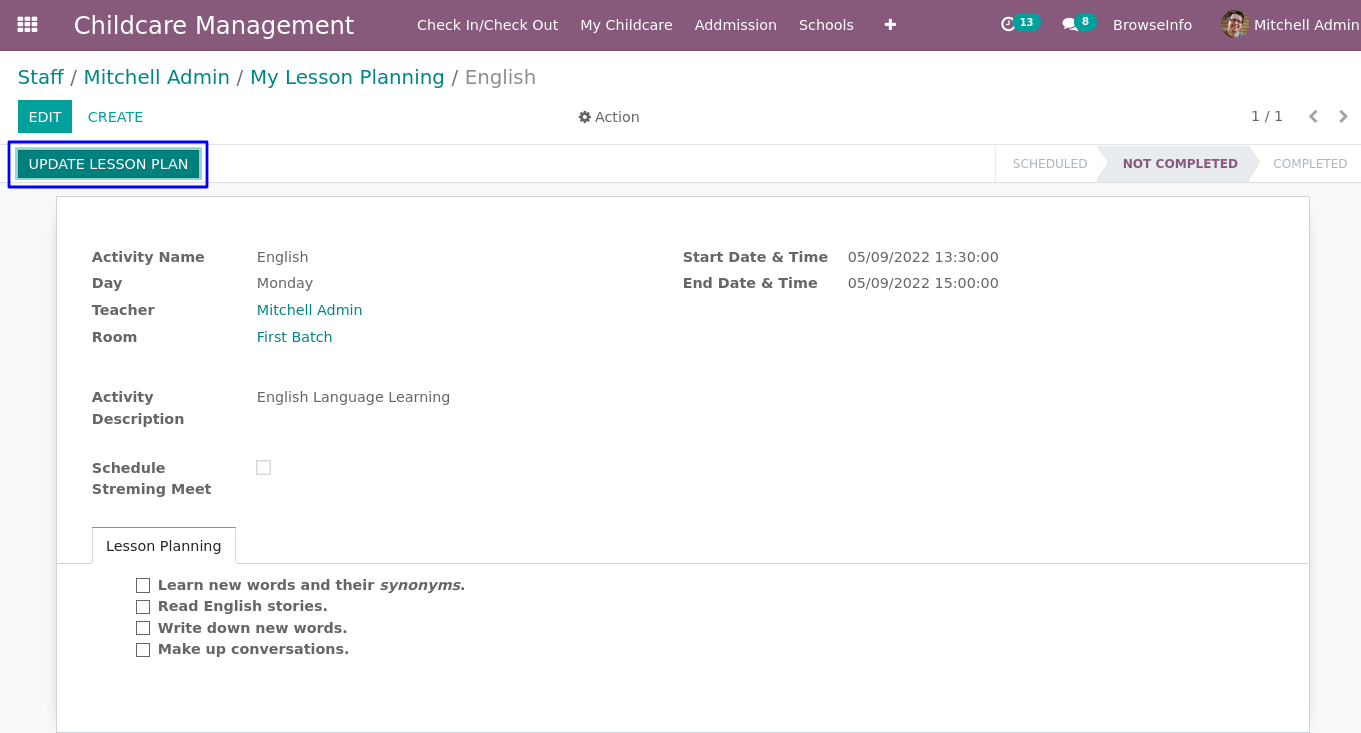 Childcare Management Check In/Check Out My Childcare Addmission Schools + 13 8 BrowseInfo Mitchell Admin
Staff / Mitchell Admin / My Lesson Planning / English
EDIT CREATE Action 1 / 1
UPDATE LESSON PLAN SCHEDULED NOT COMPLETED COMPLETED
Activity Name English Start Date & Time 05/09/2022 13:30:00
Day Monday End Date & Time 05/09/2022 15:00:00
Teacher Mitchell Admin
Room First Batch
Activity English Language Learning
Description
Schedule
Streming Meet
Lesson Planning
Learn new words and their synonyms.
Read English stories.
Write down new words.
Make up conversations.